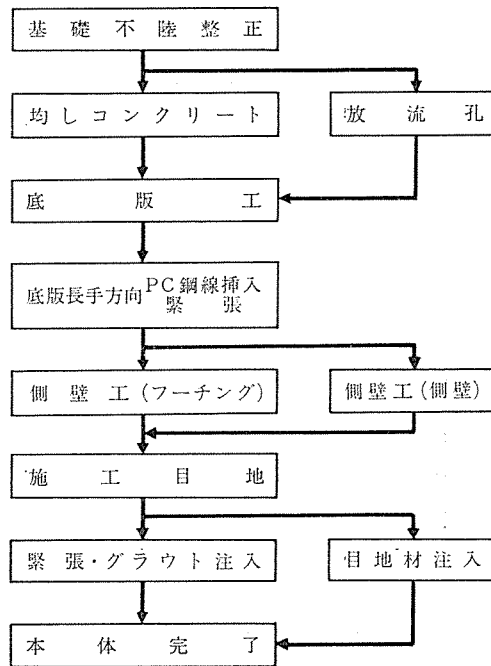 基礎不陸整正
均しコンクリート
放流孔
底版工
底版長手方向PC鋼線挿入
緊張
側壁工(フーチング)
側壁工(側壁)
施工目地
緊張・グラウト注入
目地材注入
本体完了